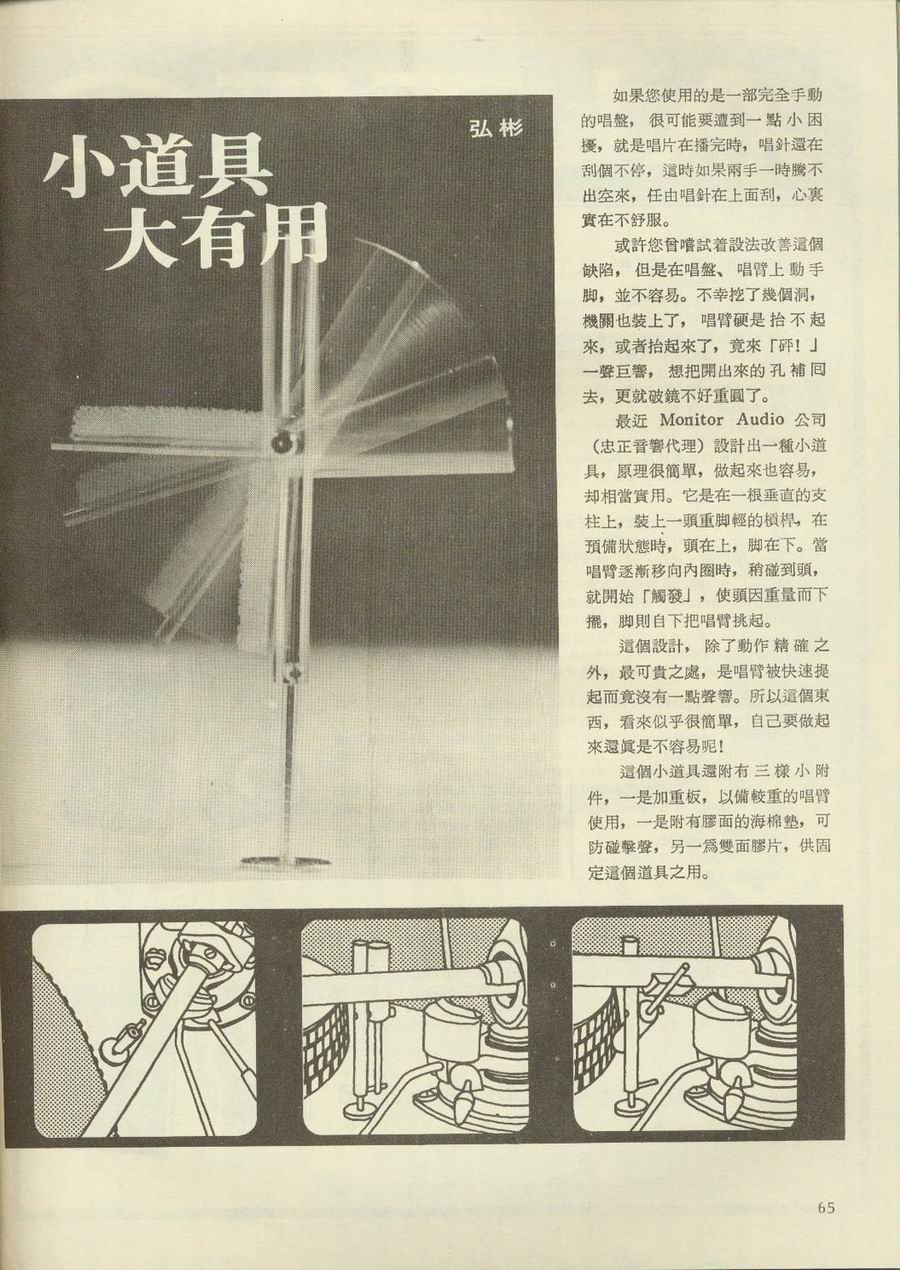 小道具
大有用
弘彬
如果您使用的是一部完全手動
的唱盤，很可能要遭到一點小困
擾，就是唱片在播完時，唱針還在
刮個不停，這時如果兩手一時騰不
出空來，任由唱針在上面刮，心裏
實在不舒服。
或許您曾嚐試着設法改善這個
缺陷，但是在唱盤、唱臂上動手
脚，並不容易。不幸挖了幾個洞，
機關也裝上了，唱臂硬是抬不起
來，或者抬起來了，竟來「砰！」
一聲巨響，想把開出來的孔補囘
去，更就破鏡不好重圓了。
最近 Monitor Audio 公司
（忠正音響代理）設計出一種小道
具，原理很簡單，做起來也容易，
却相當實用。它是在一根垂直的支
柱上，裝上一頭重脚輕的槓桿，在
預備狀態時，頭在上，脚在下。當
唱臂逐漸移向內圈時，稍碰到頭，
就開始「觸發」，使頭因重量而下
擺，脚則自下把唱臂挑起。
這個設計，除了動作精確之
外，最可貴之處，是唱臂被快速提
起而竟沒有一點聲響。所以這個東
西，看來似乎很簡單，自己要做起
來還眞是不容易呢！
這個小道具還附有三樣小附
件，一是加重板，以備較重的唱臂
使用，一是附有膠面的海棉墊，可
防碰擊聲，另一爲雙面膠片，供固
定這個道具之用。
65